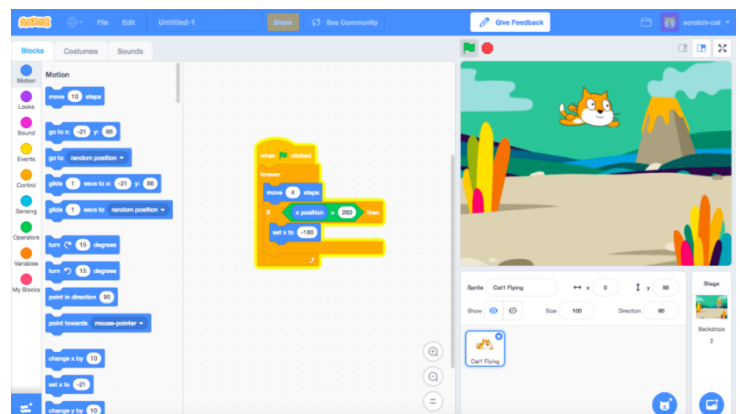 SCRATCH File Edit Untitled-1 Share See Community Give Feedback scratch-cat
Blocks Costumes Sounds
Motion
Looks
Sound
Events
Control
Sensing
Operators
Variables
My Blocks
Motion
move 10 steps
go to x: -21 y: 86
go to random position
glide 1 secs to x: -21 y: 86
glide 1 secs to random position
turn 15 degrees
turn 15 degrees
point in direction 90
point towards mouse-pointer
change x by 10
set x to -21
change y by 10
when clicked
forever
move 4 steps
if x position > 260 then
set x to -180
Sprite Cat1 Flying x 0 y 86
Show Size 100 Direction 90
Cat1 Flying
Stage
Backdrops
2